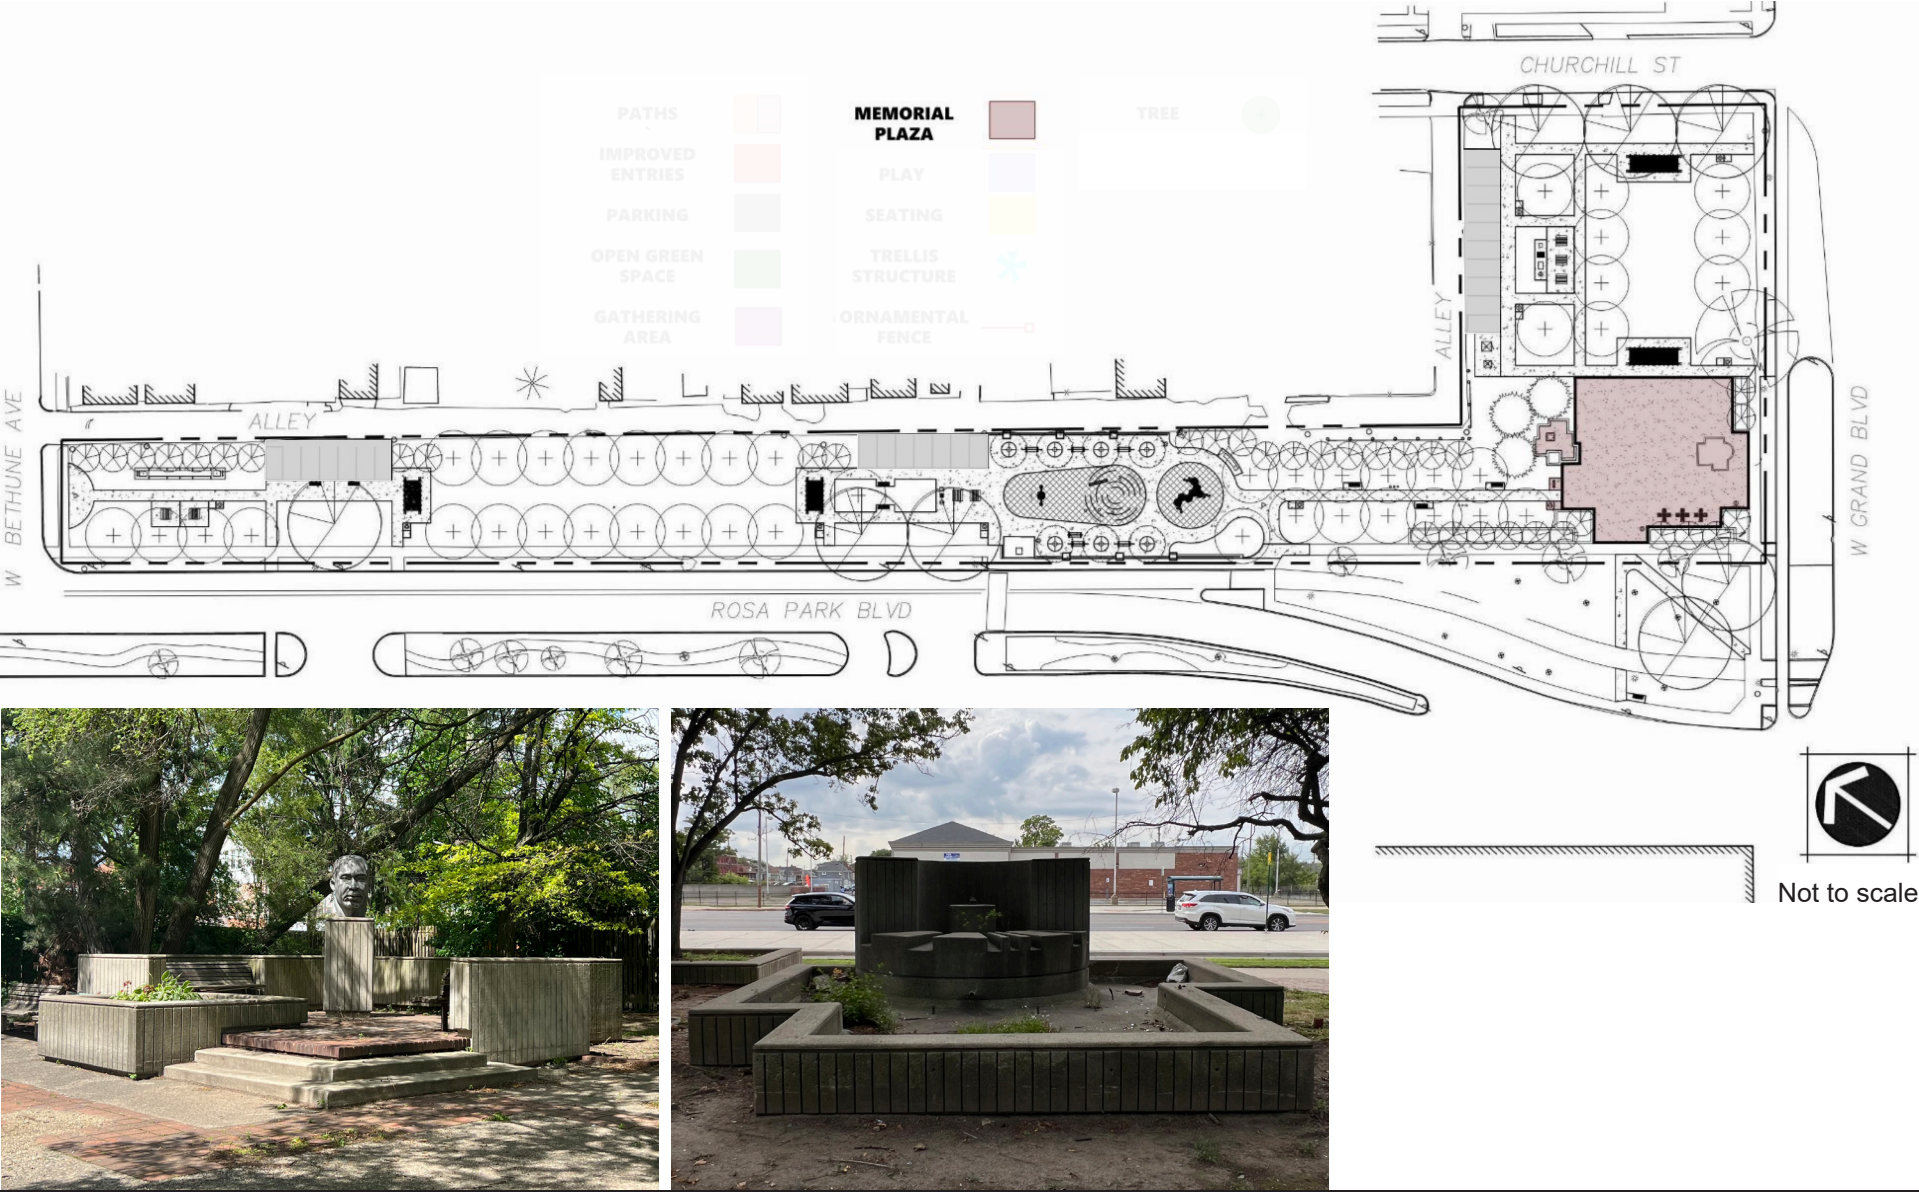 CHURCHILL ST
PATHS
IMPROVED
ENTRIES
PARKING
OPEN GREEN
SPACE
GATHERING
AREA
MEMORIAL
PLAZA
PLAY
SEATING
TRELLIS
STRUCTURE
ORNAMENTAL
FENCE
TREE
ALLEY
ALLEY
W BETHUNE AVE
W GRAND BLVD
ROSA PARK BLVD
Not to scale